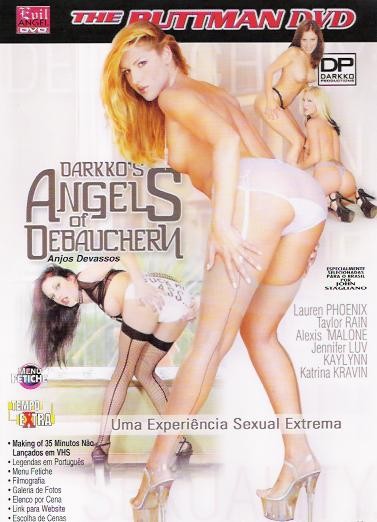 Evil
ANGEL
DVD
THE BUTTMAN DVD
DP
DARKKO
PRODUCTIONS
DARKKO'S
ANGELS
of
DEBAUCHERY
Anjos Devassos
ESPECIALMENTE
SELECIONADAS
PARA O BRASIL
POR
JOHN
STAGLIANO
Lauren PHOENIX
Taylor RAIN
Alexis MALONE
Jennifer LUV
KAYLYNN
Katrina KRAVIN
MENU
FETICHE
TEMPO
EXTRA
Uma Experiência Sexual Extrema
• Making of 35 Minutos Não
Lançados em VHS
• Legendas em Português
• Menu Fetiche
• Filmografia
• Galeria de Fotos
• Elenco por Cena
• Link para Website
• Escolha de Cenas